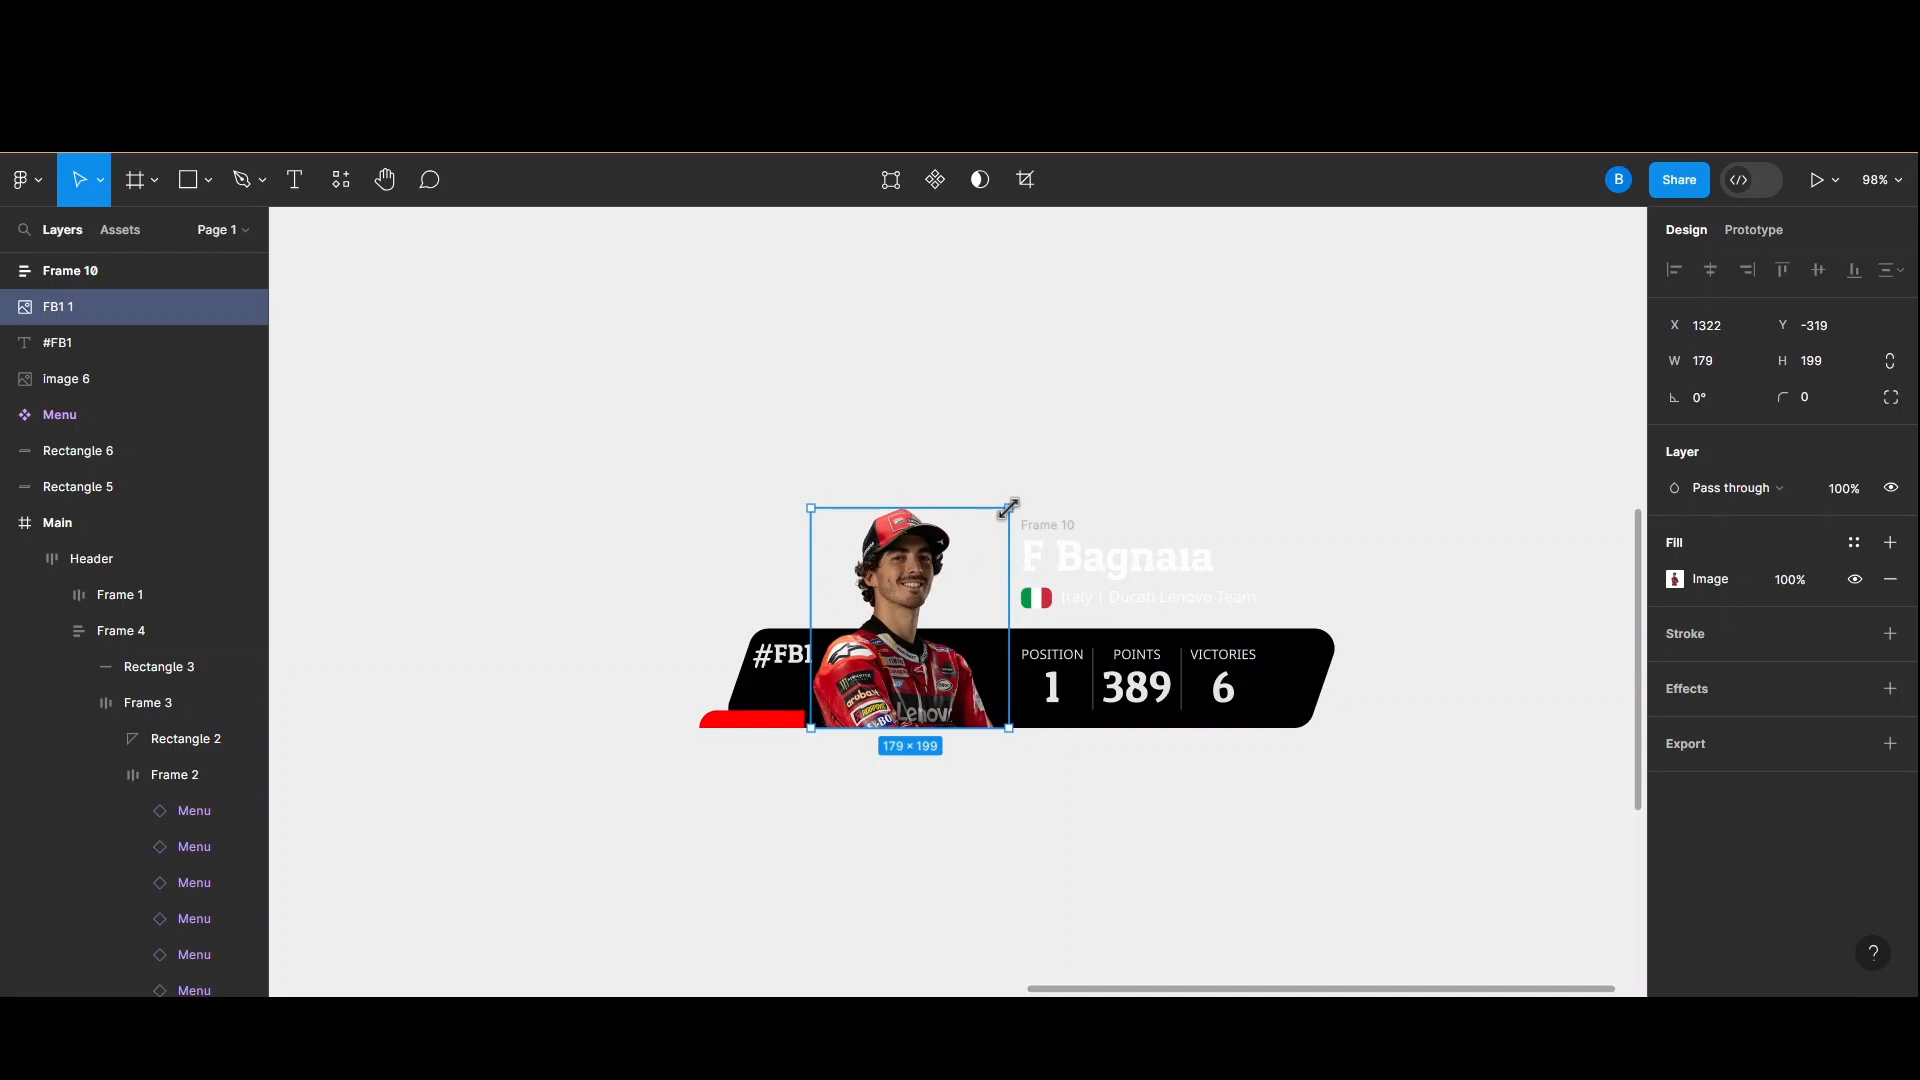 B
Share
98%
Layers
Assets
Page 1
Design
Prototype
Frame 10
FB1 1
#FB1
image 6
Menu
Rectangle 6
Rectangle 5
Main
Header
Frame 1
Frame 4
Rectangle 3
Frame 3
Rectangle 2
Frame 2
Menu
Menu
Menu
Menu
Menu
Menu
Frame 10
F Bagnaia
Italy | Ducati Lenovo Team
#FB1
POSITION
POINTS
VICTORIES
1
389
6
aruba.it
Lenovo
179 × 199
X 1322
Y -319
W 179
H 199
0°
0
Layer
Pass through
100%
Fill
Image
100%
Stroke
Effects
Export
?